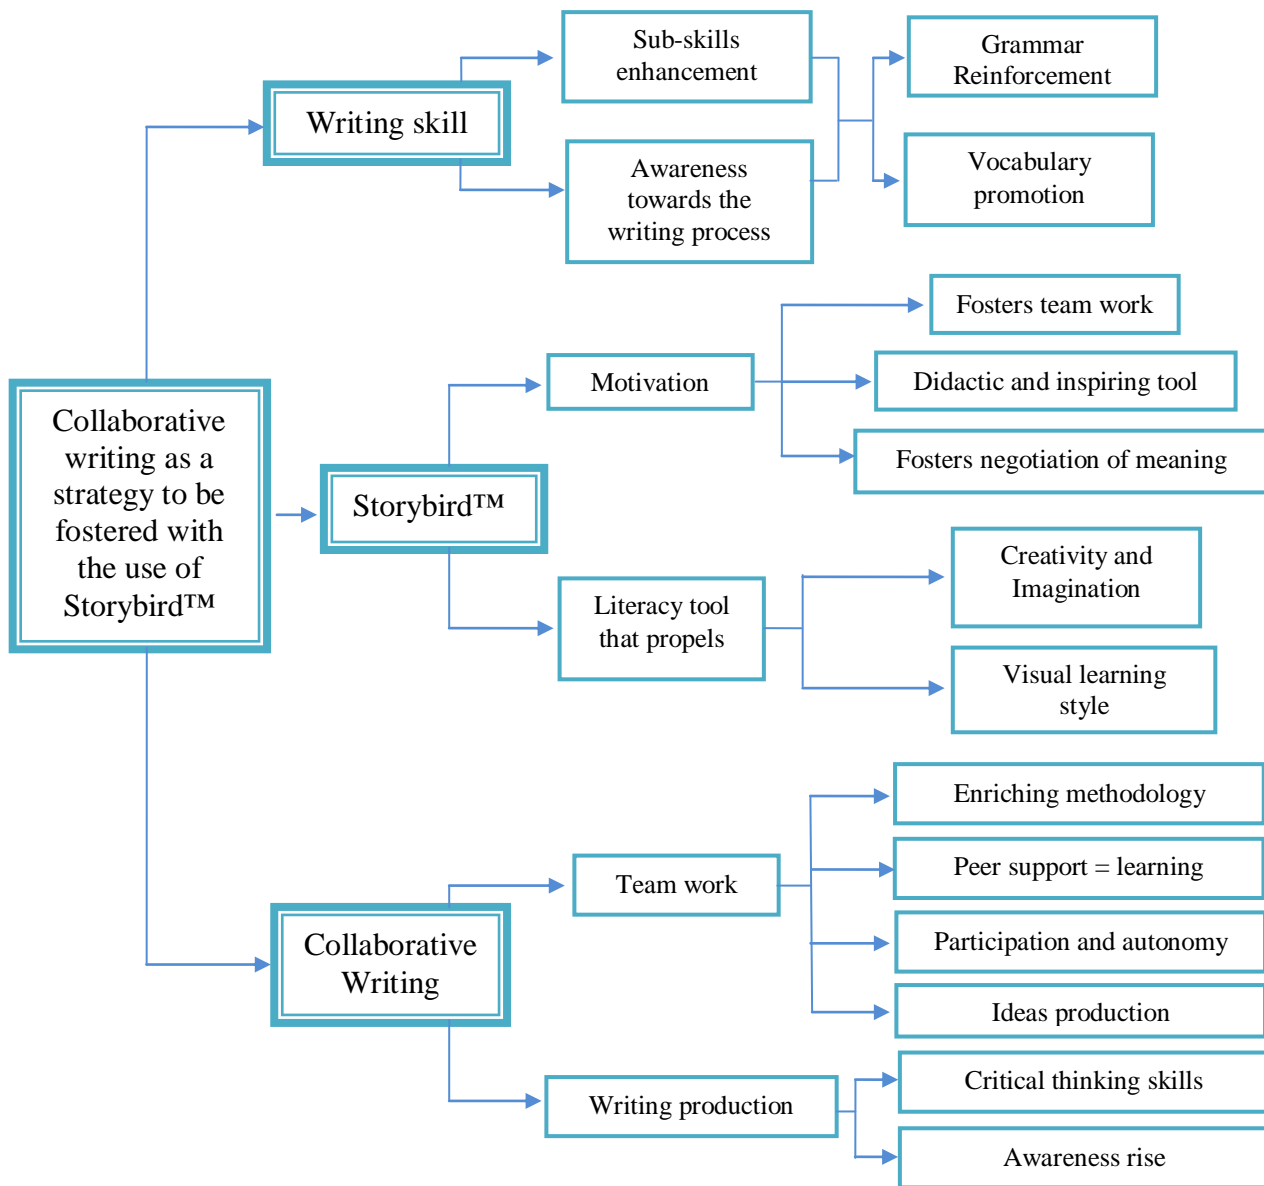 Sub-skills
enhancement
Grammar
Reinforcement
Writing skill
Awareness
towards the
writing process
Vocabulary
promotion
Fosters team work
Motivation
Didactic and inspiring tool
Collaborative
writing as a
strategy to be
fostered with
the use of
Storybird™
Fosters negotiation of meaning
Storybird™
Creativity and
Imagination
Literacy tool
that propels
Visual learning
style
Enriching methodology
Team work
Peer support = learning
Collaborative
Writing
Participation and autonomy
Ideas production
Writing production
Critical thinking skills
Awareness rise